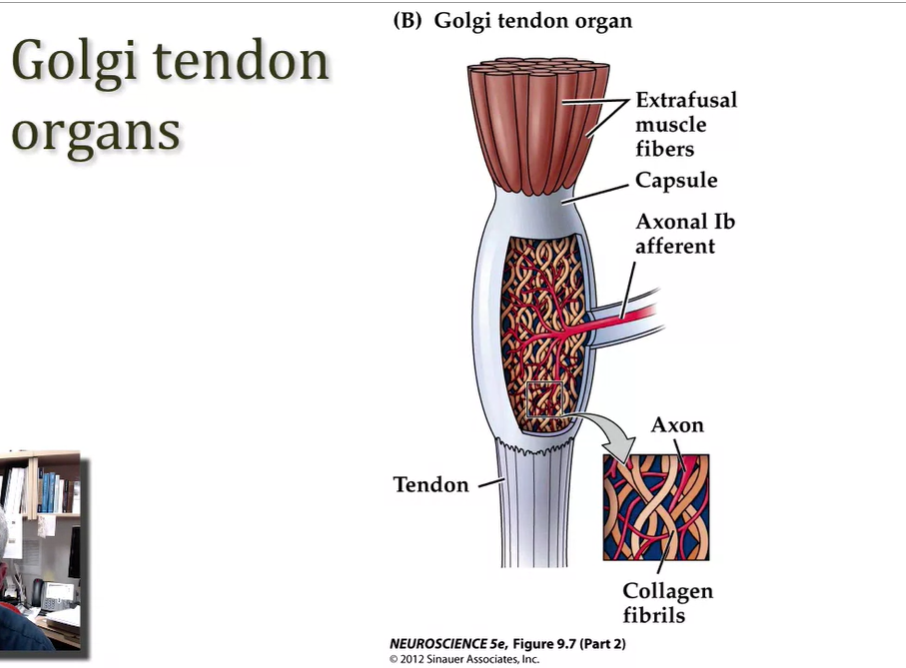 Golgi tendon
organs
(B) Golgi tendon organ
Extrafusal
muscle
fibers
Capsule
Axonal Ib
afferent
Axon
Tendon
Collagen
fibrils
NEUROSCIENCE 5e, Figure 9.7 (Part 2)
© 2012 Sinauer Associates, Inc.